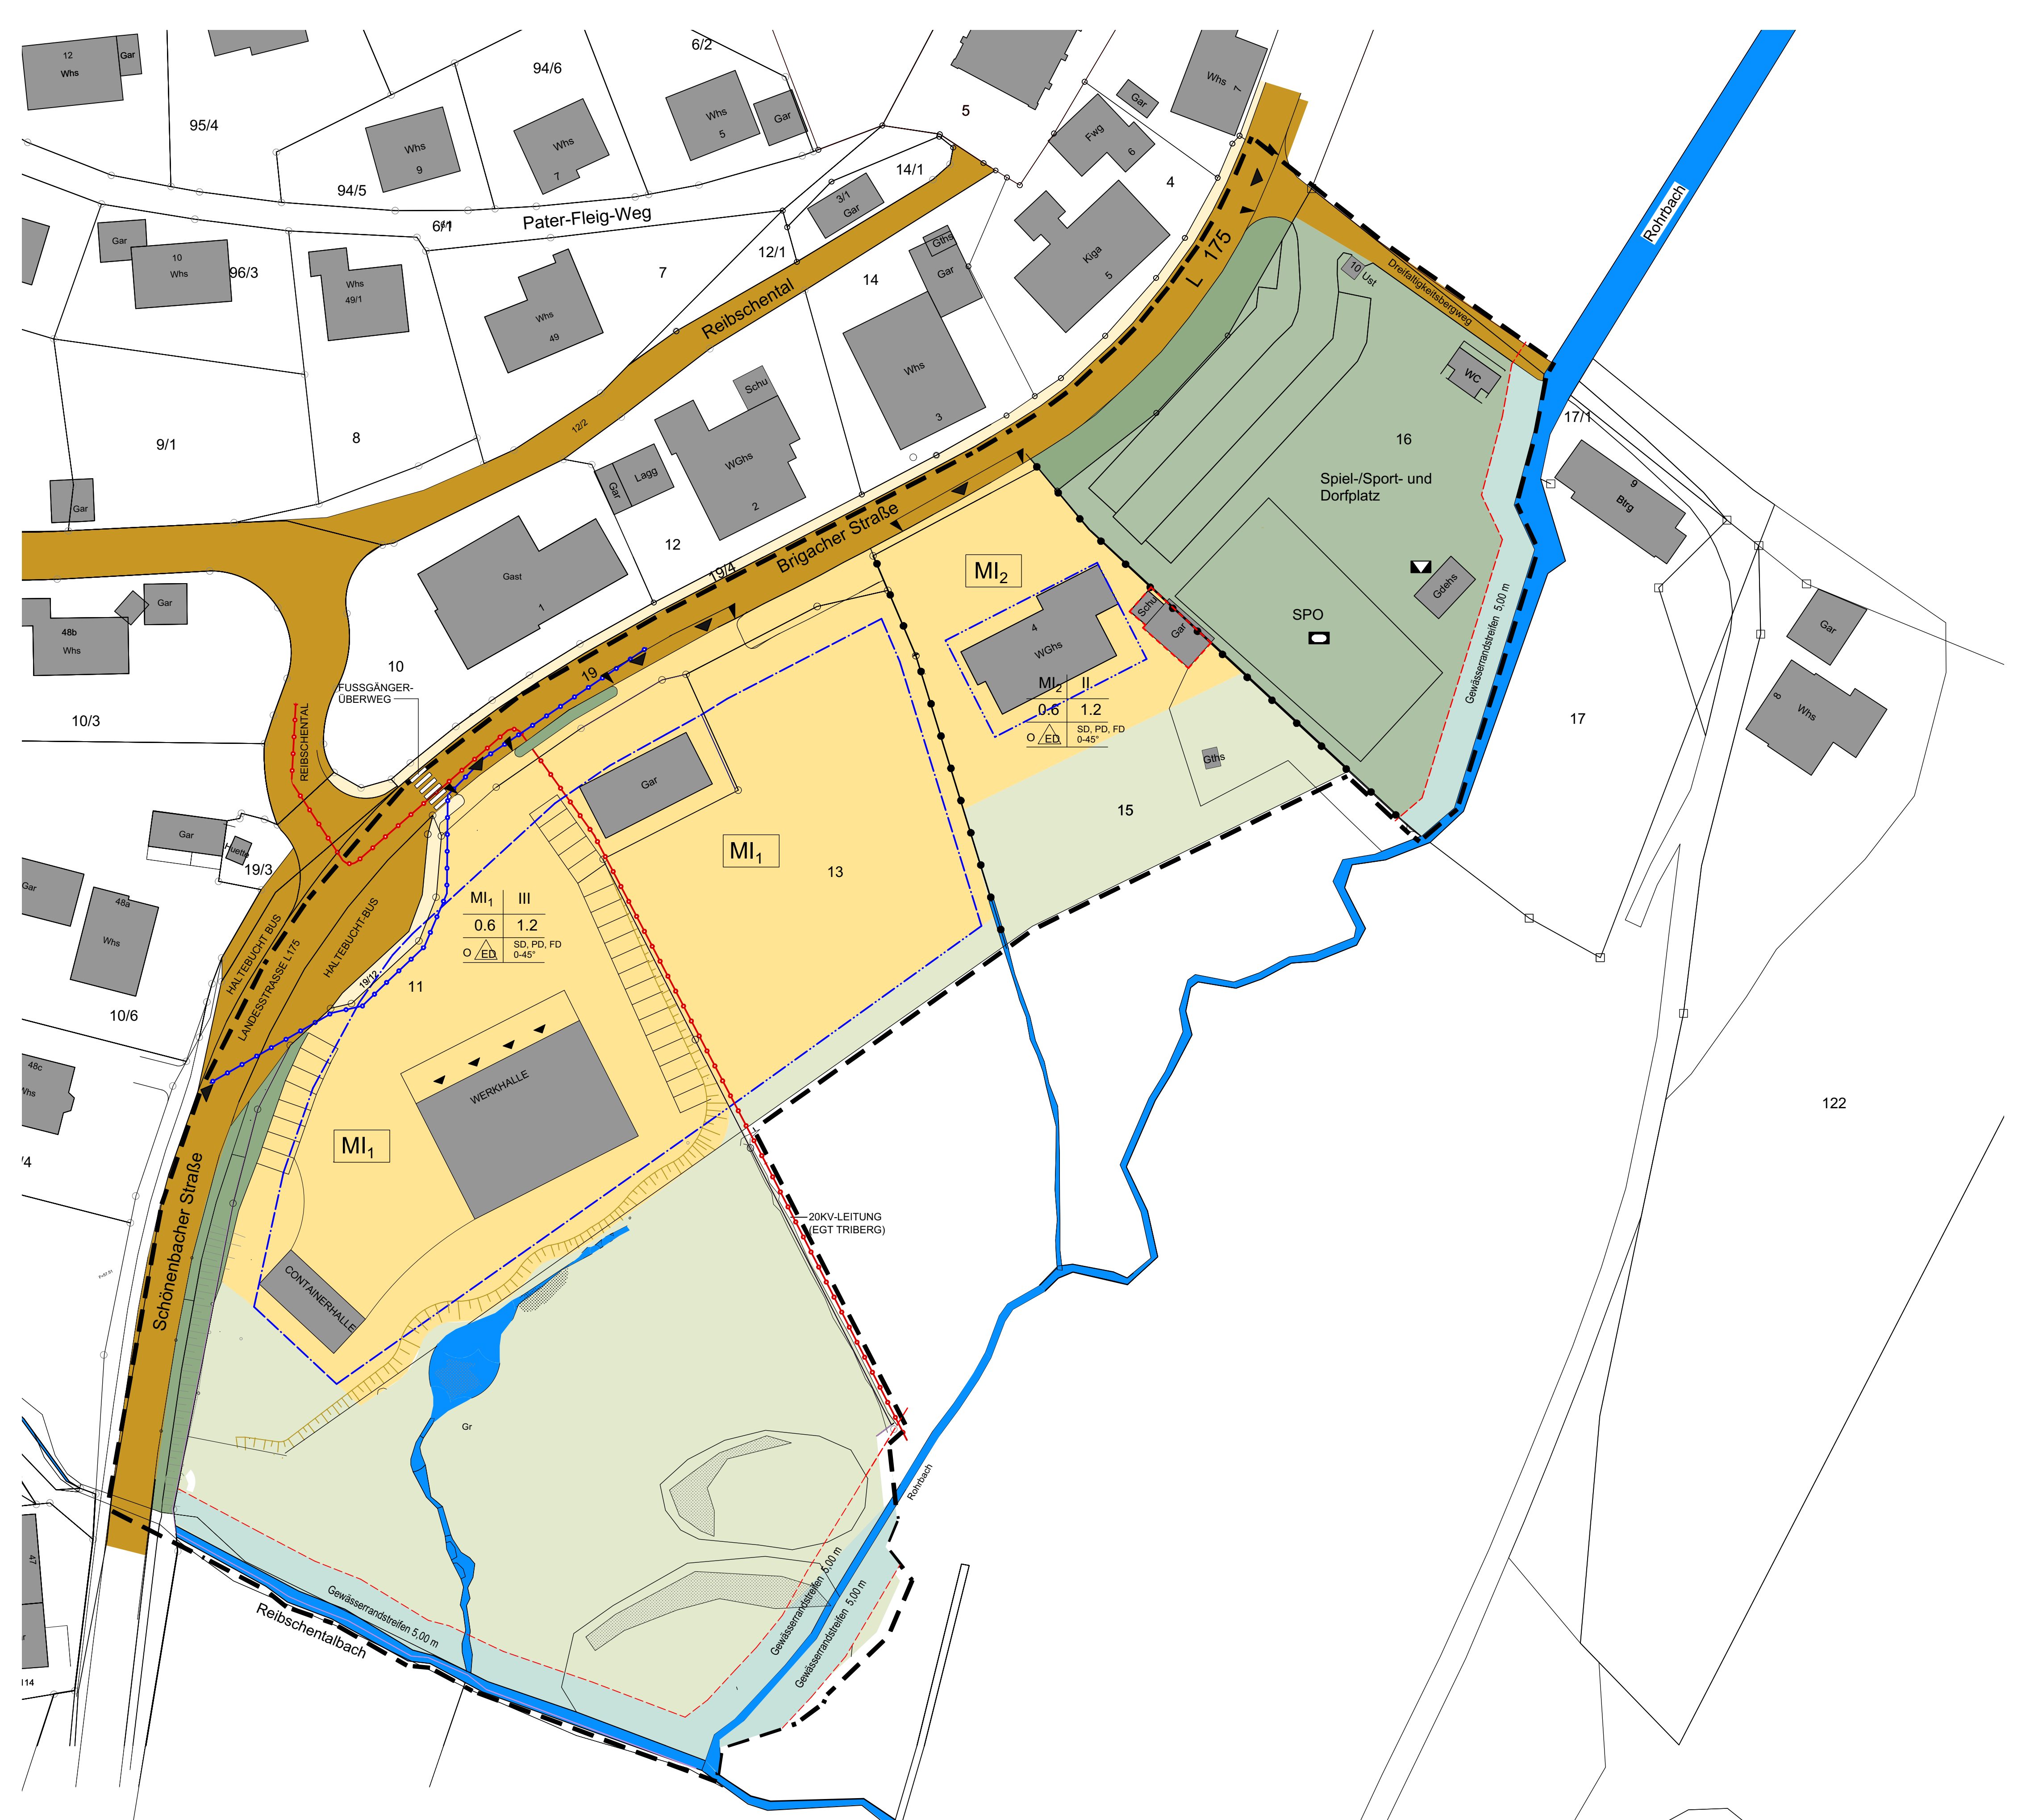 12
Whs
Gar
6/2
94/6
95/4
Whs
9
Whs
7
Whs
5
Gar
5
Gar
Whs
7
Fwg
6
94/5
6/1
Pater-Fleig-Weg
14/1
3/1
Gar
4
Rohrbach
Gar
10
Whs
96/3
Whs
49/1
7
12/1
14
Gths
Gar
Kiga
5
L 175
10
Ust
Dreifaltigkeitsbergweg
Whs
49
Reibschental
Whs
3
WC
9/1
8
12/2
Schu
WGhs
2
Gar
Lagg
Gar
17/1
16
Spiel-/Sport- und
Dorfplatz
9
Btrg
Gast
1
12
19/4
Brigacher Straße
MI2
Gdehs
Gewässerrandstreifen 5,00 m
SPO
Gar
48b
Whs
Gar
Schu
Gar
4
WGhs
10
19
FUSSGÄNGER-
ÜBERWEG
MI2 II
0.6 1.2
O ED SD, PD, FD
0-45°
8
Whs
10/3
REIBSCHENTAL
17
Gths
Gar
15
Gar
Huette
19/3
MI1
13
Gar
48a
Whs
HALTEBUCHT BUS
LANDESSTRASSE L175
HALTEBUCHT-BUS
MI1 III
0.6 1.2
O ED SD, PD, FD
0-45°
19/12
11
10/6
48c
Whs
WERKHALLE
122
MI1
/4
Schönenbacher Straße
20KV-LEITUNG
(EGT TRIBERG)
CONTAINERHALLE
Gr
Rohrbach
47
Gewässerrandstreifen 5,00 m
Gewässerrandstreifen 5,00 m
Gewässerrandstreifen 5,00 m
Reibschentalbach
114